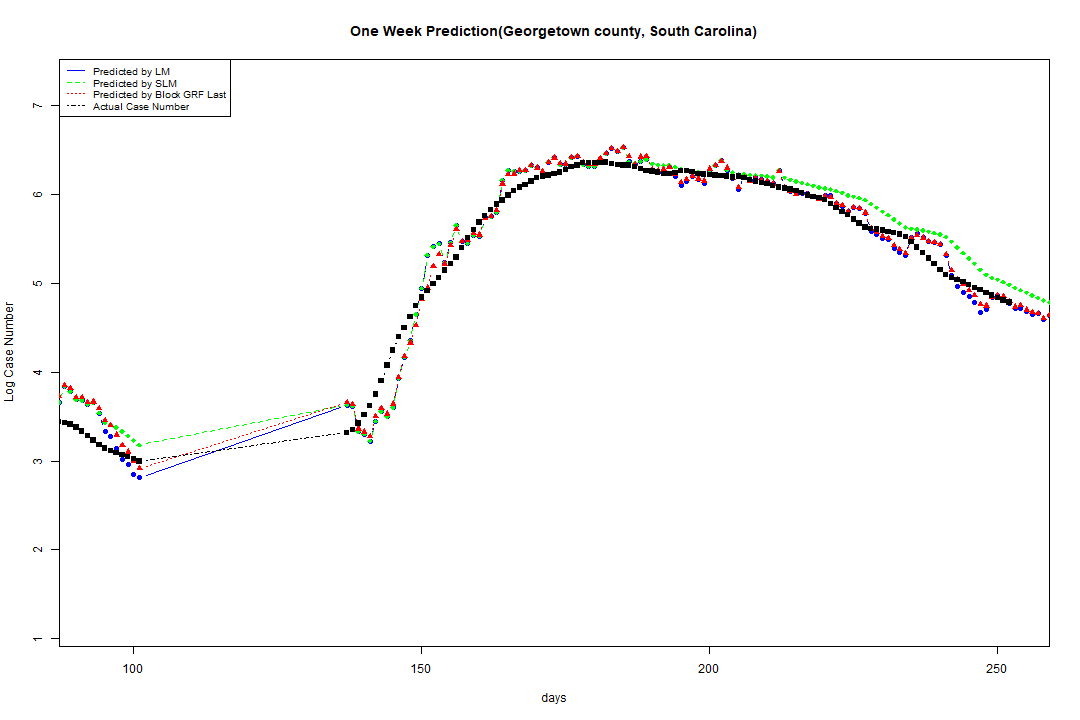 One Week Prediction(Georgetown county, South Carolina)
Predicted by LM
Predicted by SLM
Predicted by Block GRF Last
Actual Case Number
7
6
5
4
3
2
1
Log Case Number
100 150 200 250
days